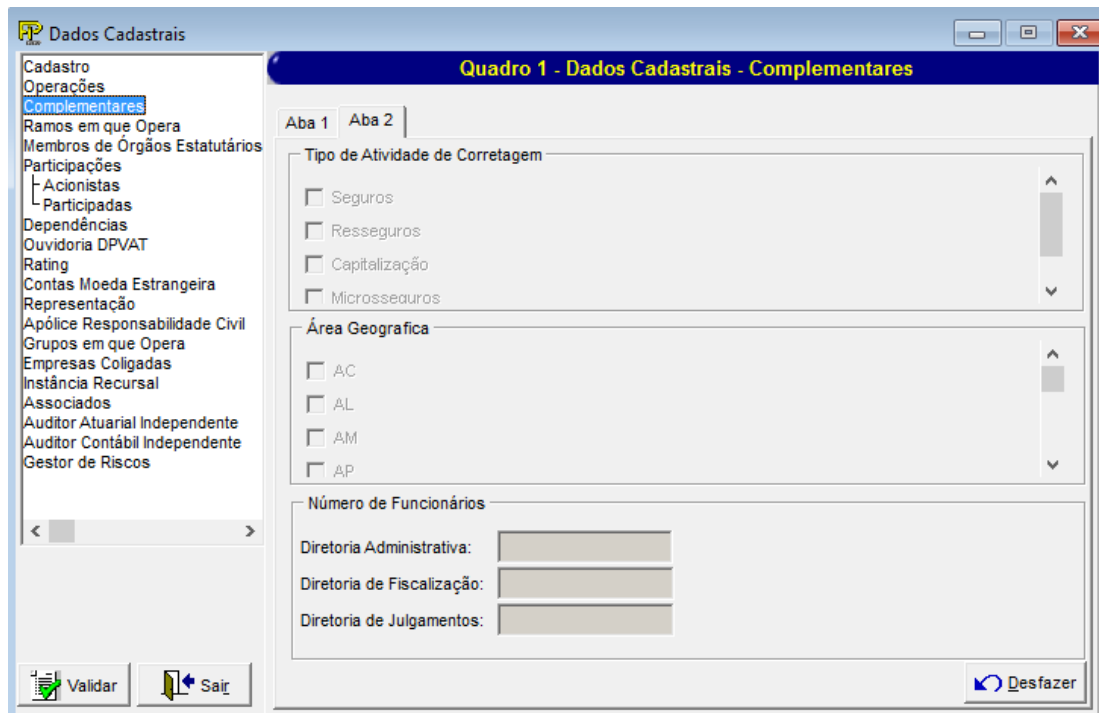 Dados Cadastrais
Cadastro
Operações
Complementares
Ramos em que Opera
Membros de Órgãos Estatutários
Participações
Acionistas
Participadas
Dependências
Ouvidoria DPVAT
Rating
Contas Moeda Estrangeira
Representação
Apólice Responsabilidade Civil
Grupos em que Opera
Empresas Coligadas
Instância Recursal
Associados
Auditor Atuarial Independente
Auditor Contábil Independente
Gestor de Riscos
Validar
Sair
Quadro 1 - Dados Cadastrais - Complementares
Aba 1 Aba 2
Tipo de Atividade de Corretagem
Seguros
Resseguros
Capitalização
Microsseguros
Área Geografica
AC
AL
AM
AP
Número de Funcionários
Diretoria Administrativa:
Diretoria de Fiscalização:
Diretoria de Julgamentos:
Desfazer